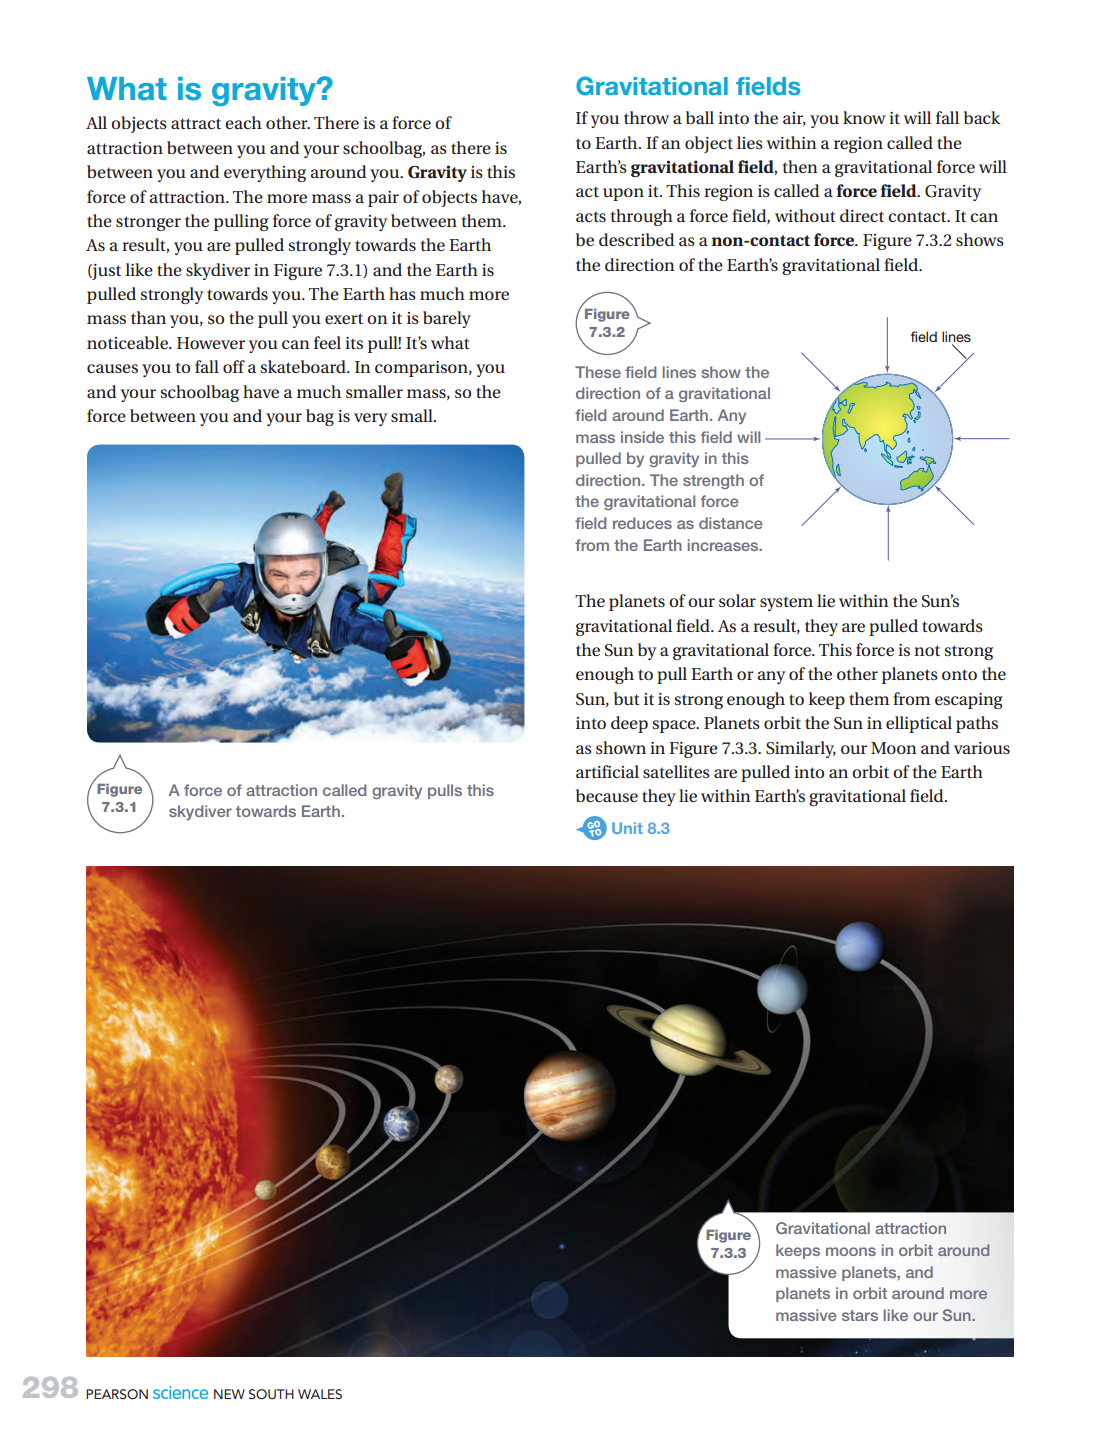 What is gravity?
All objects attract each other. There is a force of
attraction between you and your schoolbag, as there is
between you and everything around you. Gravity is this
force of attraction. The more mass a pair of objects have,
the stronger the pulling force of gravity between them.
As a result, you are pulled strongly towards the Earth
(just like the skydiver in Figure 7.3.1) and the Earth is
pulled strongly towards you. The Earth has much more
mass than you, so the pull you exert on it is barely
noticeable. However you can feel its pull! It's what
causes you to fall off a skateboard. In comparison, you
and your schoolbag have a much smaller mass, so the
force between you and your bag is very small.
Figure
7.3.1
A force of attraction called gravity pulls this
skydiver towards Earth.
Gravitational fields
If you throw a ball into the air, you know it will fall back
to Earth. If an object lies within a region called the
Earth's gravitational field, then a gravitational force will
act upon it. This region is called a force field. Gravity
acts through a force field, without direct contact. It can
be described as a non-contact force. Figure 7.3.2 shows
the direction of the Earth's gravitational field.
Figure
7.3.2
field lines
These field lines show the
direction of a gravitational
field around Earth. Any
mass inside this field will
pulled by gravity in this
direction. The strength of
the gravitational force
field reduces as distance
from the Earth increases.
The planets of our solar system lie within the Sun's
gravitational field. As a result, they are pulled towards
the Sun by a gravitational force. This force is not strong
enough to pull Earth or any of the other planets onto the
Sun, but it is strong enough to keep them from escaping
into deep space. Planets orbit the Sun in elliptical paths
as shown in Figure 7.3.3. Similarly, our Moon and various
artificial satellites are pulled into an orbit of the Earth
because they lie within Earth's gravitational field.
GO TO Unit 8.3
Figure
7.3.3
Gravitational attraction
keeps moons in orbit around
massive planets, and
planets in orbit around more
massive stars like our Sun.
298 PEARSON science NEW SOUTH WALES